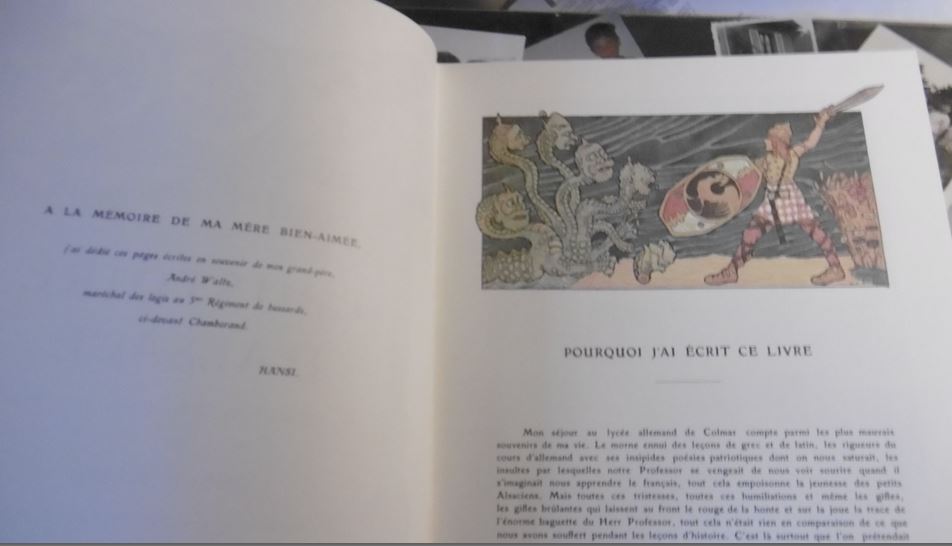 A LA MÉMOIRE DE MA MÈRE BIEN-AIMÉE,
j'ai dédié ces pages écrites en souvenir de mon grand-père,
André Waltz,
maréchal des logis au 5me Régiment de hussards,
ci-devant Chamborand.
HANSI.
POURQUOI J'AI ÉCRIT CE LIVRE
Mon séjour au lycée allemand de Colmar compte parmi les plus mauvais
souvenirs de ma vie. Le morne ennui des leçons de grec et de latin, les rigueurs du
cours d'allemand avec ses insipides poésies patriotiques dont on nous saturait, les
insultes par lesquelles notre Professor se vengeait de nous voir sourire quand il
s'imaginait nous apprendre le français, tout cela empoisonne la jeunesse des petits
Alsaciens. Mais toutes ces tristesses, toutes ces humiliations et même les gifles,
les gifles brûlantes qui laissent au front le rouge de la honte et sur la joue la trace de
l'énorme baguette du Herr Professor, tout cela n'était rien en comparaison de ce que
nous avons souffert pendant les leçons d'histoire. C'est là surtout que l'on prétendait